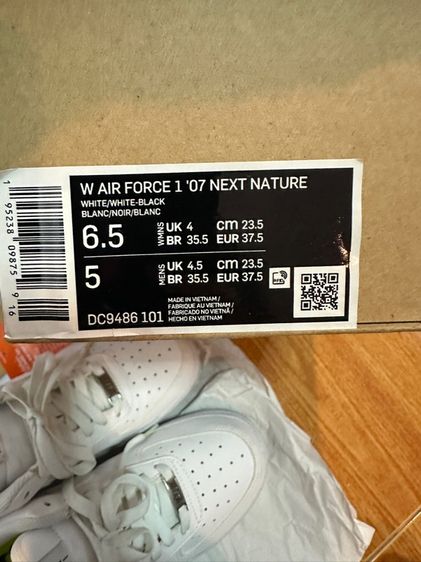 W AIR FORCE 1 '07 NEXT NATURE
WHITE/WHITE-BLACK
BLANC/NOIR/BLANC
6.5 WMNS UK 4 cm 23.5
BR 35.5 EUR 37.5
5 MENS UK 4.5 cm 23.5
BR 35.5 EUR 37.5
MADE IN VIETNAM /
FABRIQUE AU VIETNAM /
FABRICADO NO VIETNÃ /
HECHO EN VIETNAM
DC9486 101
1 95238 09875 9 16